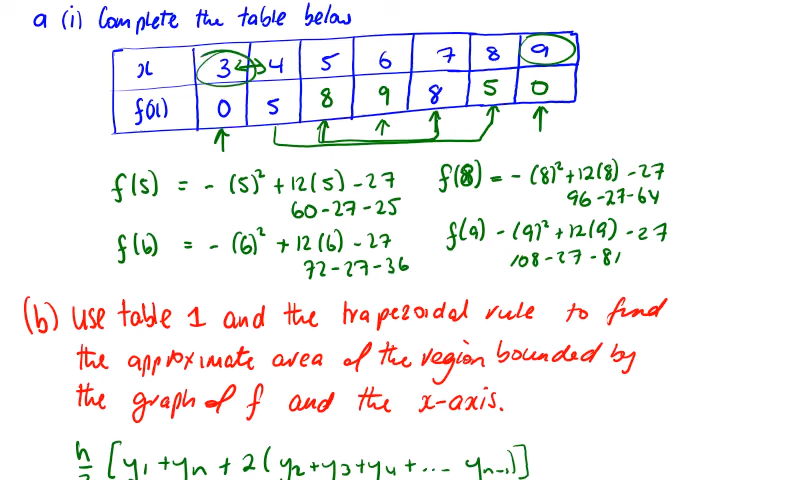 a (i) Complete the table below
x 3 4 5 6 7 8 9
f(x) 0 5 8 9 8 5 0
f(5) = - (5)² + 12(5) - 27
60 - 27 - 25
f(8) = - (8)² + 12(8) - 27
96 - 27 - 64
f(6) = - (6)² + 12(6) - 27
72 - 27 - 36
f(9) - (9)² + 12(9) - 27
108 - 27 - 81
(b) Use table 1 and the trapezoidal rule to find
the approximate area of the region bounded by
the graph of f and the x-axis.
h/2 [y₁ + yn + 2(y₂ + y₃ + y₄ + ... yn-1)]